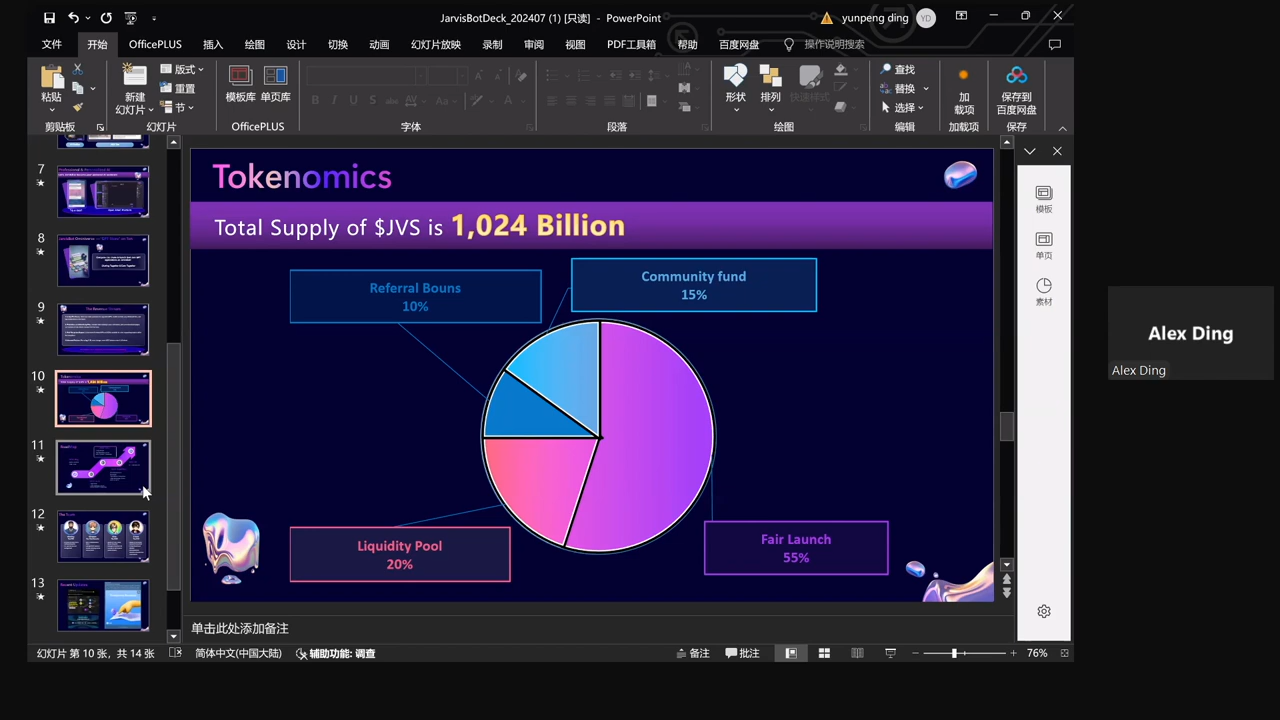 JarvisBotDeck_202407 (1) [只读] - PowerPoint
yunpeng ding
YD
文件
开始
OfficePLUS
插入
绘图
设计
切换
动画
幻灯片放映
录制
审阅
视图
PDF工具箱
帮助
百度网盘
操作说明搜索
粘贴
新建
幻灯片
版式
重置
节
模板库
单页库
形状
排列
快速样式
查找
替换
选择
加
载项
保存到
百度网盘
剪贴板
幻灯片
OfficePLUS
字体
段落
绘图
编辑
加载项
保存
7
8
9
10
11
12
13
Tokenomics
Total Supply of $JVS is 1,024 Billion
Referral Bouns
10%
Community fund
15%
Liquidity Pool
20%
Fair Launch
55%
模板
单页
素材
Alex Ding
Alex Ding
单击此处添加备注
幻灯片 第 10 张，共 14 张
简体中文(中国大陆)
辅助功能: 调查
备注
批注
76%